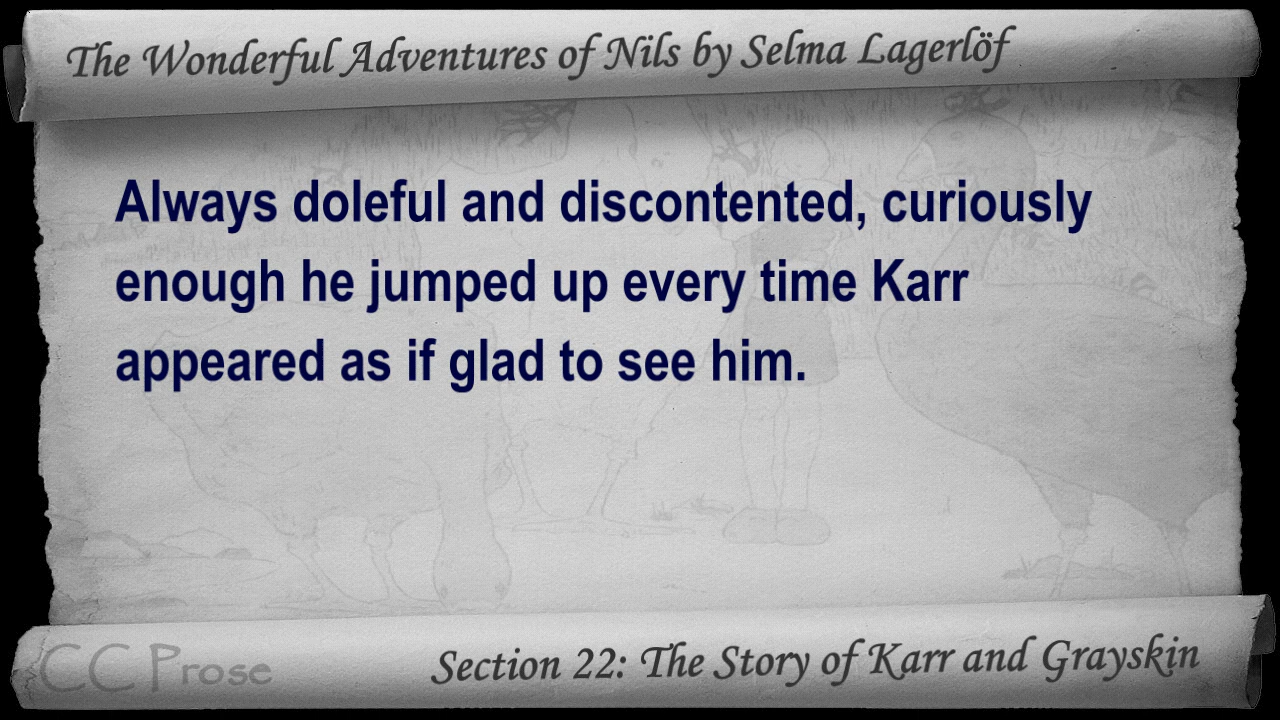 The Wonderful Adventures of Nils by Selma Lagerlöf
Always doleful and discontented, curiously
enough he jumped up every time Karr
appeared as if glad to see him.
CC Prose
Section 22: The Story of Karr and Grayskin